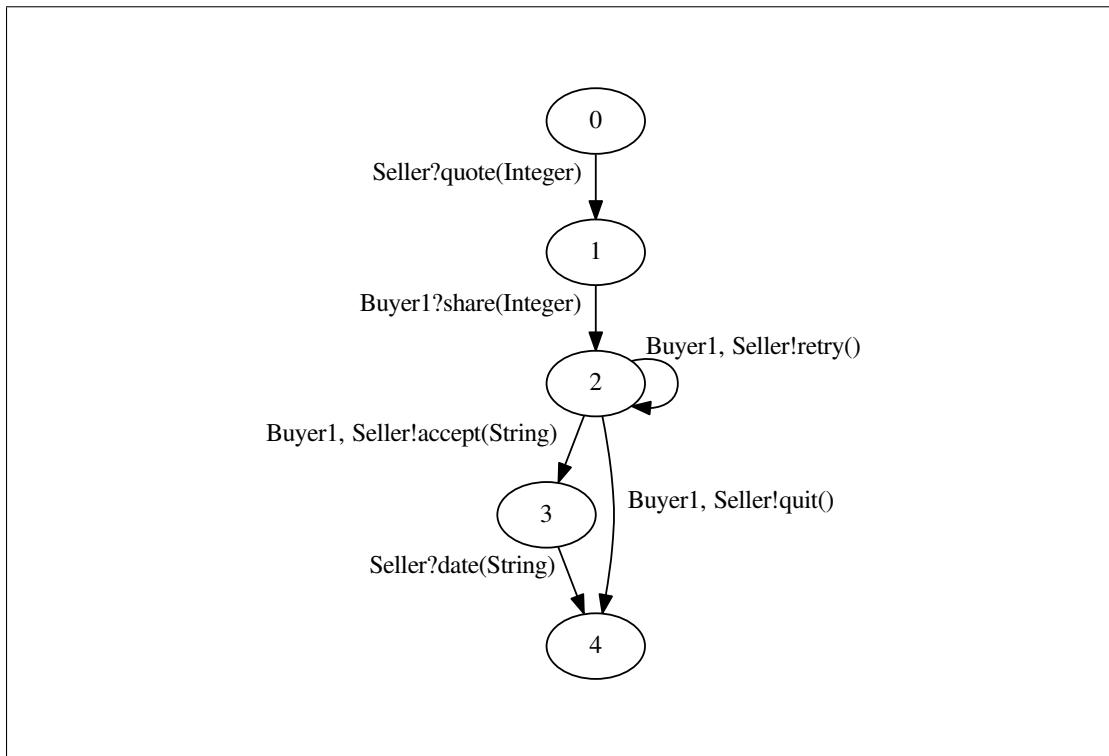 0
Seller?quote(Integer)
1
Buyer1?share(Integer)
Buyer1, Seller!retry()
2
Buyer1, Seller!accept(String)
Buyer1, Seller!quit()
3
Seller?date(String)
4